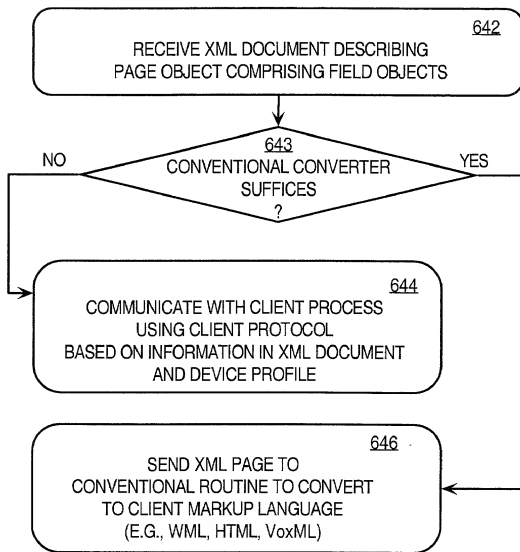 642
RECEIVE XML DOCUMENT DESCRIBING
PAGE OBJECT COMPRISING FIELD OBJECTS
643
NO
YES
CONVENTIONAL CONVERTER
SUFFICES
?
644
COMMUNICATE WITH CLIENT PROCESS
USING CLIENT PROTOCOL
BASED ON INFORMATION IN XML DOCUMENT
AND DEVICE PROFILE
646
SEND XML PAGE TO
CONVENTIONAL ROUTINE TO CONVERT
TO CLIENT MARKUP LANGUAGE
(E.G., WML, HTML, VoxML)